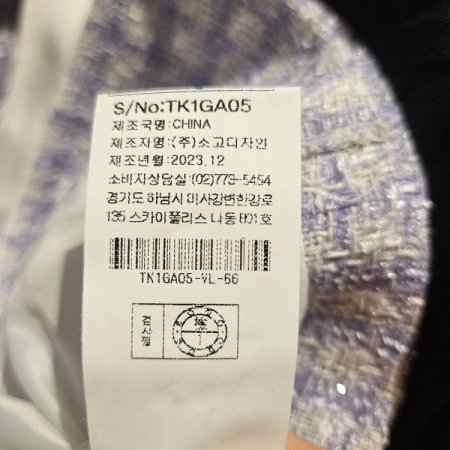 S/No:TK1GA05
제조국명:CHINA
제조자명:(주)소고디자인
제조년월:2023.12
소비자상담실:(02)773-5454
경기도 하남시 미사강변한강로
135 스카이폴리스 나동 801호
TK1GA05-VL-66
검사필